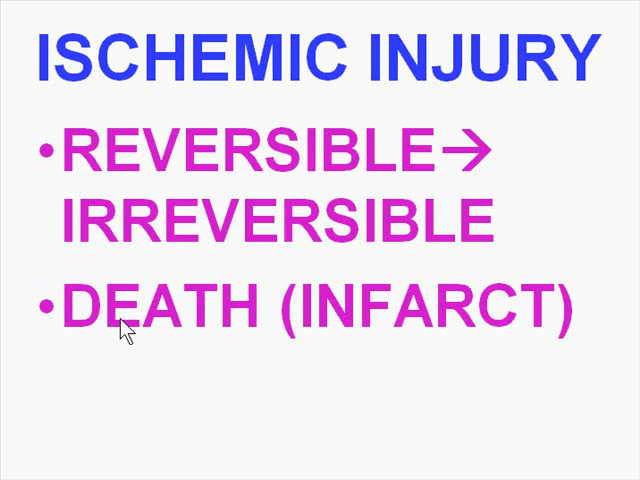 ISCHEMIC INJURY
•REVERSIBLE→
IRREVERSIBLE
•DEATH (INFARCT)